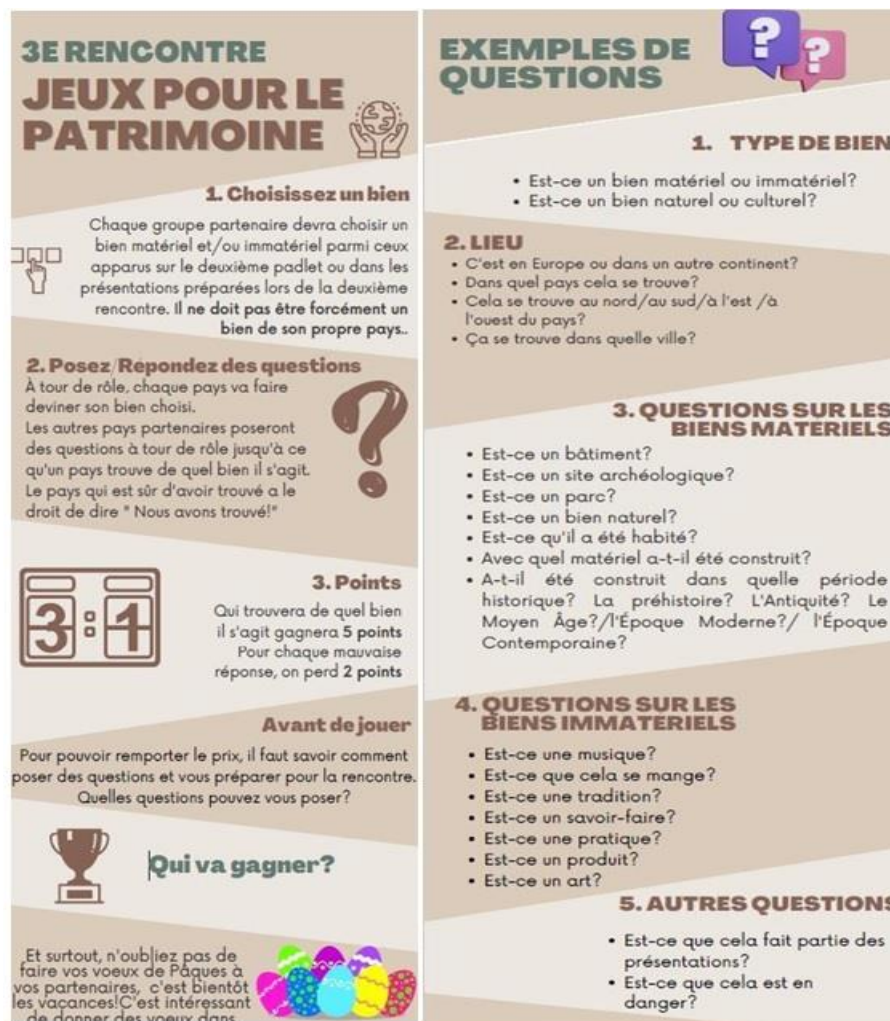 3E RENCONTRE
JEUX POUR LE
PATRIMOINE
1. Choisissez un bien
Chaque groupe partenaire devra choisir un
bien matériel et/ou immatériel parmi ceux
apparus sur le deuxième padlet ou dans les
présentations préparées lors de la deuxième
rencontre. Il ne doit pas être forcément un
bien de son propre pays..
2. Posez/Répondez des questions
À tour de rôle, chaque pays va faire
deviner son bien choisi.
Les autres pays partenaires poseront
des questions à tour de rôle jusqu'à ce
qu'un pays trouve de quel bien il s'agit.
Le pays qui est sûr d'avoir trouvé a le
droit de dire " Nous avons trouvé!"
?
3:1
3. Points
Qui trouvera de quel bien
il s'agit gagnera 5 points
Pour chaque mauvaise
réponse, on perd 2 points
Avant de jouer
Pour pouvoir remporter le prix, il faut savoir comment
poser des questions et vous préparer pour la rencontre.
Quelles questions pouvez vous poser?
Qui va gagner?
Et surtout, n'oubliez pas de
faire vos voeux de Pâques à
vos partenaires, c'est bientôt
les vacances!C'est intéressant
de donner des voeux dans
EXEMPLES DE
QUESTIONS
? ?
1. TYPE DE BIEN
• Est-ce un bien matériel ou immatériel?
• Est-ce un bien naturel ou culturel?
2. LIEU
• C'est en Europe ou dans un autre continent?
• Dans quel pays cela se trouve?
• Cela se trouve au nord/au sud/à l'est /à
l'ouest du pays?
• Ça se trouve dans quelle ville?
3. QUESTIONS SUR LES
BIENS MATERIELS
• Est-ce un bâtiment?
• Est-ce un site archéologique?
• Est-ce un parc?
• Est-ce un bien naturel?
• Est-ce qu'il a été habité?
• Avec quel matériel a-t-il été construit?
• A-t-il été construit dans quelle période
historique? La préhistoire? L'Antiquité? Le
Moyen Âge?/l'Époque Moderne?/ l'Époque
Contemporaine?
4. QUESTIONS SUR LES
BIENS IMMATERIELS
• Est-ce une musique?
• Est-ce que cela se mange?
• Est-ce une tradition?
• Est-ce un savoir-faire?
• Est-ce une pratique?
• Est-ce un produit?
• Est-ce un art?
5. AUTRES QUESTIONS
• Est-ce que cela fait partie des
présentations?
• Est-ce que cela est en
danger?